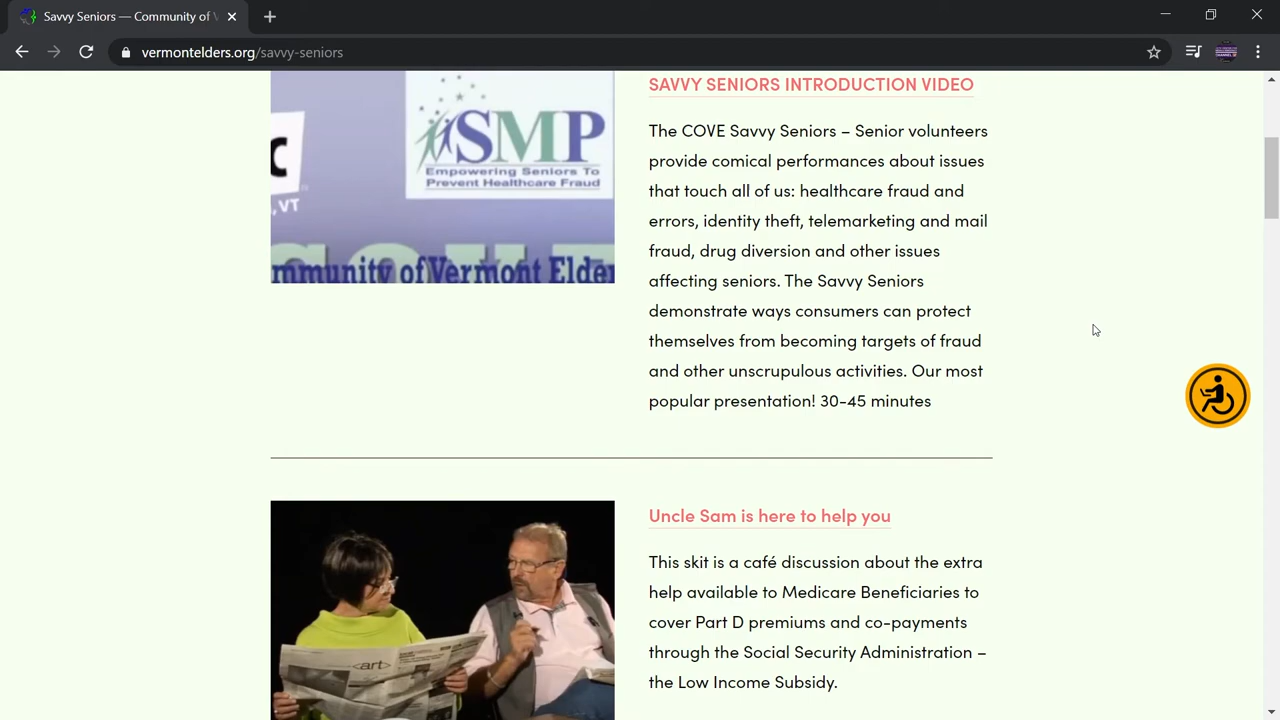 Savvy Seniors — Community of V
vermontelders.org/savvy-seniors
SMP
Empowering Seniors To
Prevent Healthcare Fraud
, VT
mmunity of Vermont Elder
SAVVY SENIORS INTRODUCTION VIDEO
The COVE Savvy Seniors – Senior volunteers
provide comical performances about issues
that touch all of us: healthcare fraud and
errors, identity theft, telemarketing and mail
fraud, drug diversion and other issues
affecting seniors. The Savvy Seniors
demonstrate ways consumers can protect
themselves from becoming targets of fraud
and other unscrupulous activities. Our most
popular presentation! 30-45 minutes
art
Uncle Sam is here to help you
This skit is a café discussion about the extra
help available to Medicare Beneficiaries to
cover Part D premiums and co-payments
through the Social Security Administration –
the Low Income Subsidy.